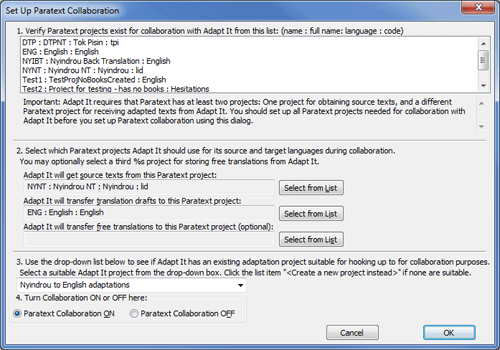 Set Up Paratext Collaboration
1. Verify Paratext projects exist for collaboration with Adapt It from this list: (name : full name: language : code)
DTP : DTPNT : Tok Pisin : tpi
ENG : English : English
NYIBT : Nyindrou Back Translation : English
NYNT : Nyindrou NT : Nyindrou : lid
Test1 : TestProjNoBooksCreated : English
Test2 : Project for testing - has no books : Hesitations
Important: Adapt It requires that Paratext has at least two projects: One project for obtaining source texts, and a different
Paratext project for receiving adapted texts from Adapt It. You should set up all Paratext projects needed for collaboration with
Adapt It before you set up Paratext collaboration using this dialog.
2. Select which Paratext projects Adapt It should use for its source and target languages during collaboration.
You may optionally select a third %s project for storing free translations from Adapt It.
Adapt It will get source texts from this Paratext project:
NYNT : Nyindrou NT : Nyindrou : lid
Select from List
Adapt It will transfer translation drafts to this Paratext project:
ENG : English : English
Select from List
Adapt It will transfer free translations to this Paratext project (optional):
Select from List
3. Use the drop-down list below to see if Adapt It has an existing adaptation project suitable for hooking up to for collaboration purposes.
Select a suitable Adapt It project from the drop-down box. Click the list item "<Create a new project instead>" if none are suitable.
Nyindrou to English adaptations
4. Turn Collaboration ON or OFF here:
Paratext Collaboration ON
Paratext Collaboration OFF
Cancel
OK